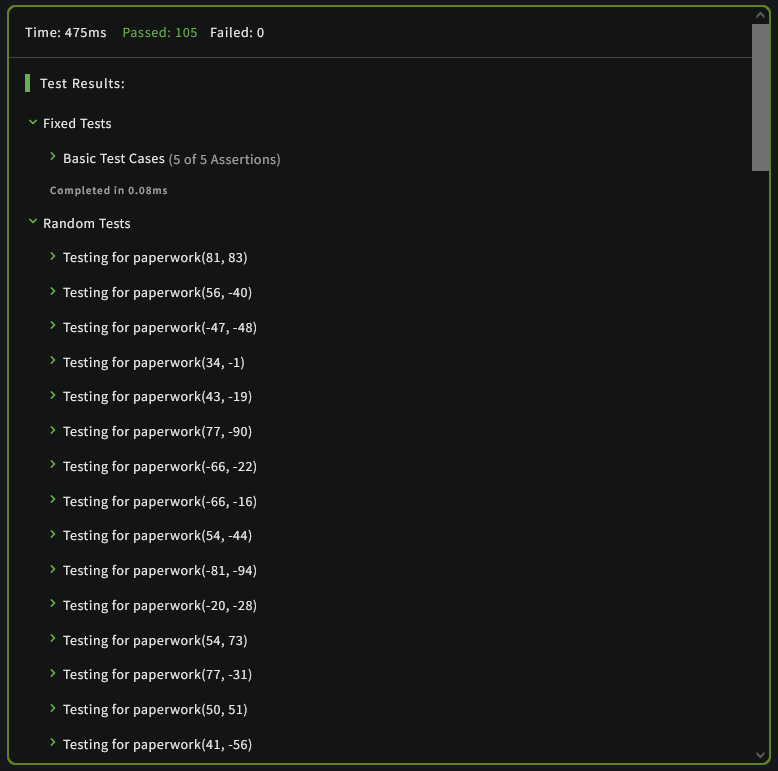 Time: 475ms Passed: 105 Failed: 0
Test Results:
Fixed Tests
Basic Test Cases (5 of 5 Assertions)
Completed in 0.08ms
Random Tests
Testing for paperwork(81, 83)
Testing for paperwork(56, -40)
Testing for paperwork(-47, -48)
Testing for paperwork(34, -1)
Testing for paperwork(43, -19)
Testing for paperwork(77, -90)
Testing for paperwork(-66, -22)
Testing for paperwork(-66, -16)
Testing for paperwork(54, -44)
Testing for paperwork(-81, -94)
Testing for paperwork(-20, -28)
Testing for paperwork(54, 73)
Testing for paperwork(77, -31)
Testing for paperwork(50, 51)
Testing for paperwork(41, -56)